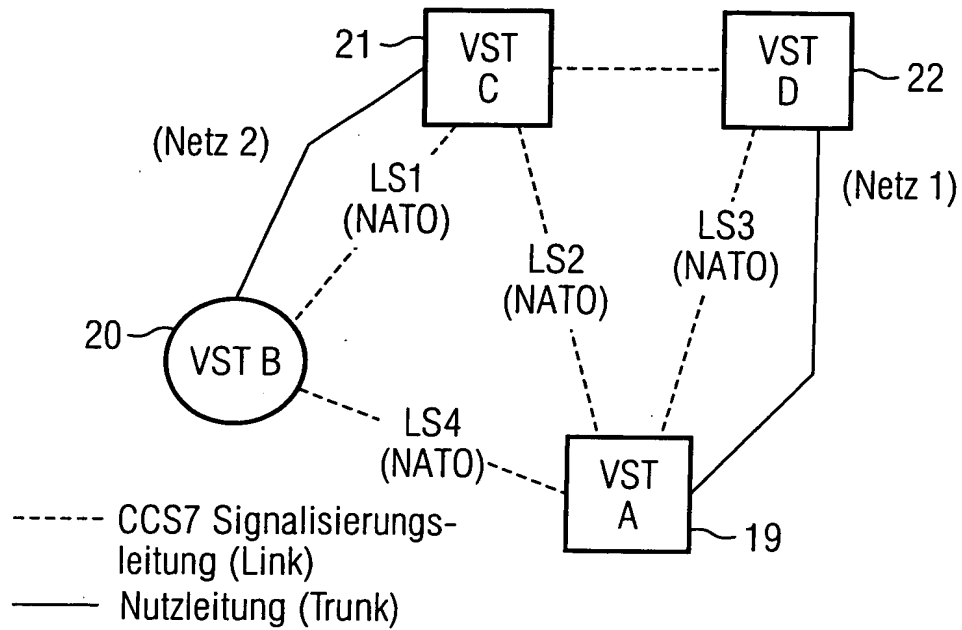 21
VST
C
VST
D
22
(Netz 2)
LS1
(NATO)
(Netz 1)
LS3
(NATO)
LS2
(NATO)
20
VST B
LS4
(NATO)
VST
A
19
CCS7 Signalisierungs-
leitung (Link)
Nutzleitung (Trunk)